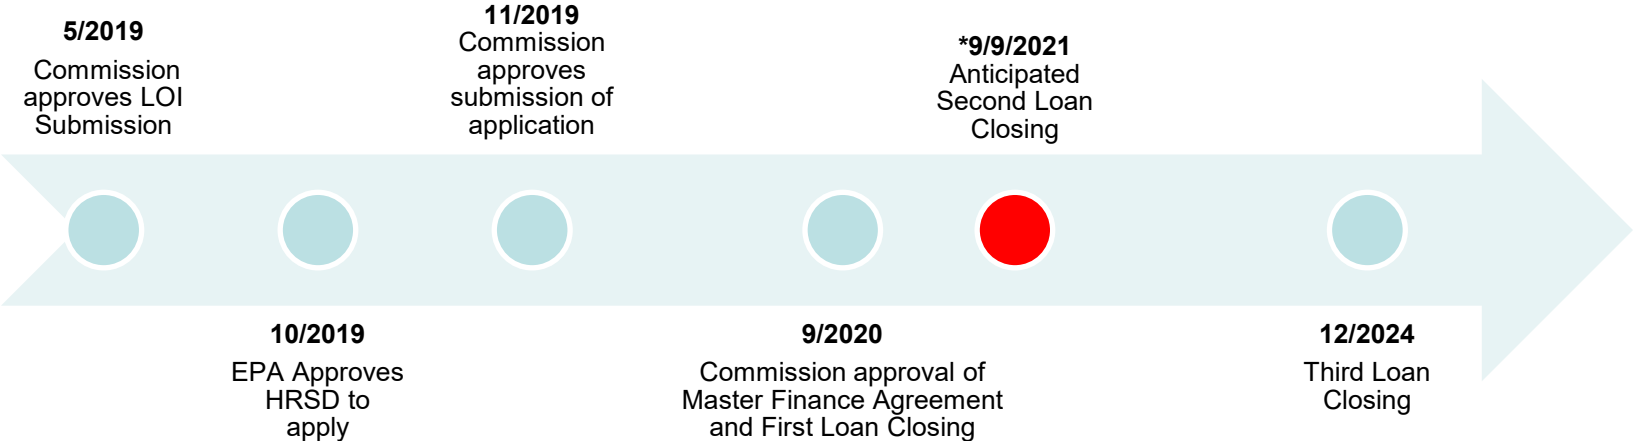 5/2019
Commission
approves LOI
Submission
11/2019
Commission
approves
submission of
application
*9/9/2021
Anticipated
Second Loan
Closing
10/2019
EPA Approves
HRSD to
apply
9/2020
Commission approval of
Master Finance Agreement
and First Loan Closing
12/2024
Third Loan
Closing